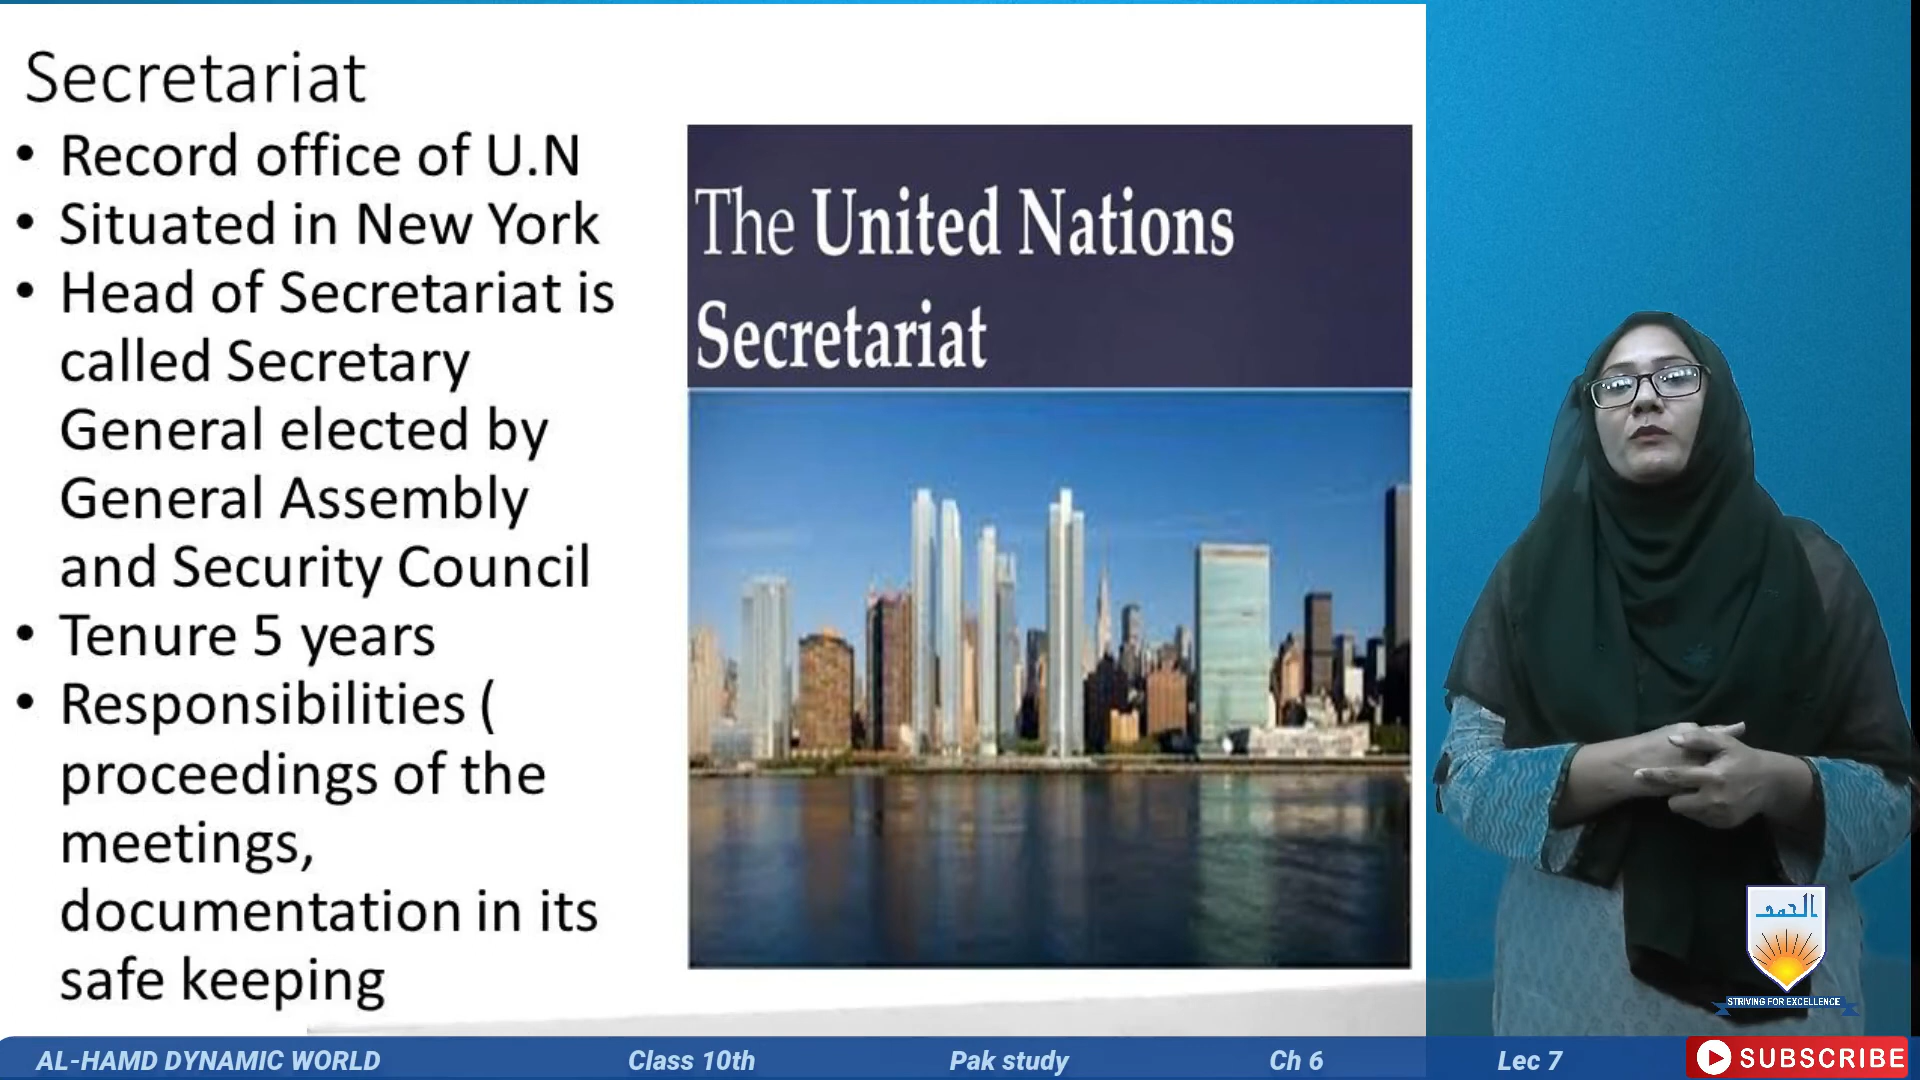 Secretariat
• Record office of U.N
• Situated in New York
• Head of Secretariat is
called Secretary
General elected by
General Assembly
and Security Council
• Tenure 5 years
• Responsibilities (
proceedings of the
meetings,
documentation in its
safe keeping
The United Nations
Secretariat
الحمد
STRIVING FOR EXCELLENCE
AL-HAMD DYNAMIC WORLD
Class 10th
Pak study
Ch 6
Lec 7
SUBSCRIBE